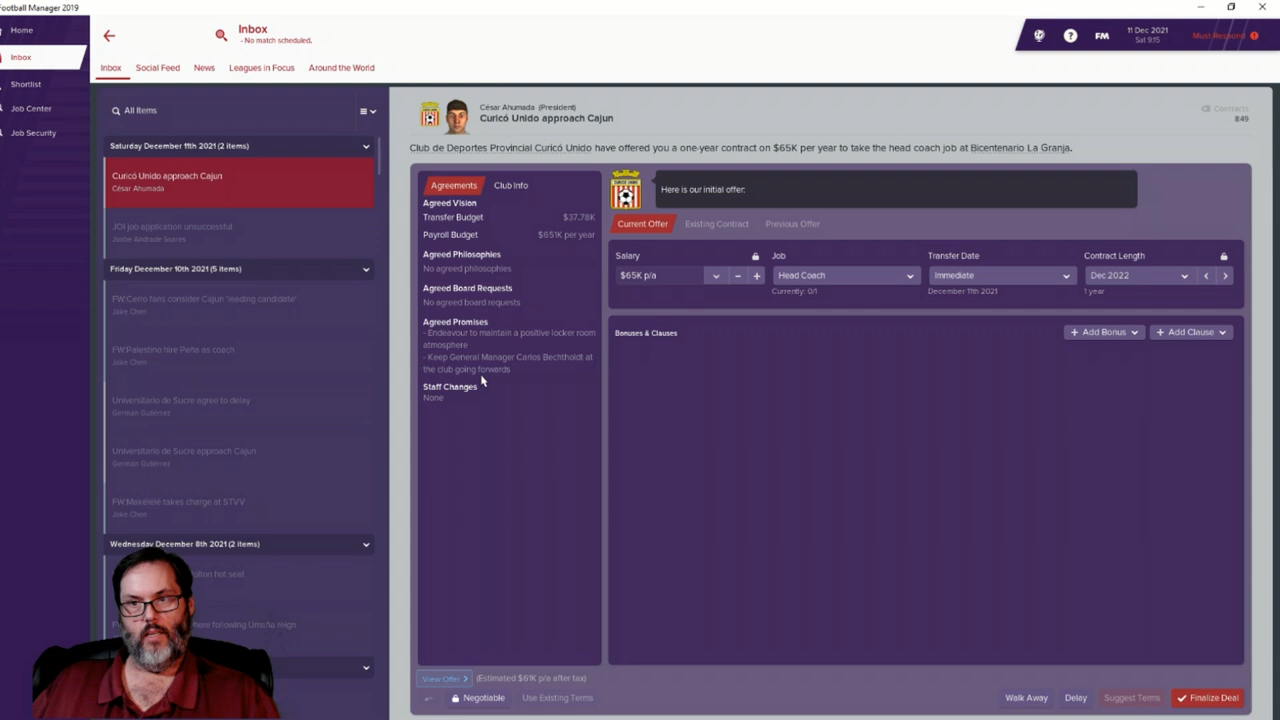 Football Manager 2019
Home
Inbox
Shortlist
Job Center
Job Security
Inbox
- No match scheduled.
11 Dec 2021
Sat 9:15
Must Respond
FM
Inbox
Social Feed
News
Leagues in Focus
Around the World
All Items
Saturday December 11th 2021 (2 items)
Curicó Unido approach Cajun
César Ahumada
JOI job application unsuccessful
Josbe Andrade Soares
Friday December 10th 2021 (5 items)
FW:Cerro fans consider Cajun 'leading candidate'
Jake Chen
FW:Palestino hire Peña as coach
Jake Chen
Universitario de Sucre agree to delay
Germán Gutiérrez
Universitario de Sucre approach Cajun
Germán Gutiérrez
FW:Makélélé takes charge at STVV
Jake Chen
Wednesday December 8th 2021 (2 items)
hot seat
here following Umaña reign
César Ahumada (President)
Curicó Unido approach Cajun
Contracts
8:49
Club de Deportes Provincial Curicó Unido have offered you a one-year contract on $65K per year to take the head coach job at Bicentenario La Granja.
Agreements
Club Info
Agreed Vision
Transfer Budget $37.78K
Payroll Budget $651K per year
Agreed Philosophies
No agreed philosophies
Agreed Board Requests
No agreed board requests
Agreed Promises
- Endeavour to maintain a positive locker room
atmosphere
- Keep General Manager Carlos Bechtholdt at
the club going forwards
Staff Changes
None
Here is our initial offer:
Current Offer
Existing Contract
Previous Offer
Salary
$65K p/a
Job
Head Coach
Currently: 0/1
Transfer Date
Immediate
December 11th 2021
Contract Length
Dec 2022
1 year
Bonuses & Clauses
Add Bonus
Add Clause
View Offer > (Estimated $61K p/a after tax)
Negotiable
Use Existing Terms
Walk Away
Delay
Suggest Terms
Finalize Deal